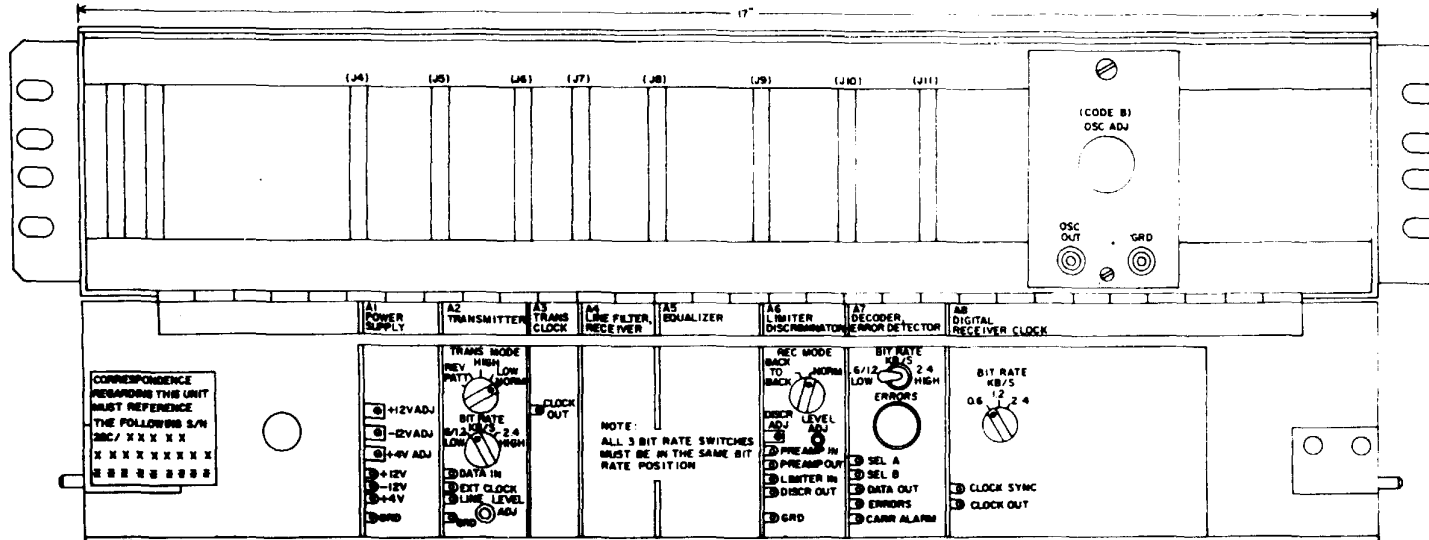 17"
(J4)
(J5)
(J6)
(J7)
(J8)
(J9)
(J10)
(J11)
(CODE B)
OSC ADJ
OSC
OUT
GRD
A1
POWER
SUPPLY
A2
TRANSMITTER
A3
TRANS
CLOCK
A4
LINE FILTER,
RECEIVER
A5
EQUALIZER
A6
LIMITER
DISCRIMINATOR
A7
DECODER,
ERROR DETECTOR
A8
DIGITAL
RECEIVER CLOCK
CORRESPONDENCE
REGARDING THIS UNIT
MUST REFERENCE
THE FOLLOWING S/N
28C/ X X X X X
X X X X X X X X X
+12V ADJ
-12V ADJ
+4V ADJ
+12V
-12V
+4V
GRD
TRANS MODE
HIGH
REV
PATT
LOW
NORM
BIT RATE
KB/S
.6/1.2
LOW
2.4
HIGH
DATA IN
EXT CLOCK
LINE LEVEL
ADJ
GRD
CLOCK
OUT
NOTE:
ALL 3 BIT RATE SWITCHES
MUST BE IN THE SAME BIT
RATE POSITION
REC MODE
BACK
TO
BACK
NORM
DISCR
ADJ
LEVEL
ADJ
PREAMP IN
PREAMP OUT
LIMITER IN
DISCR OUT
GRD
BIT RATE
KB/S
.6/1.2
LOW
2.4
HIGH
ERRORS
SEL A
SEL B
DATA OUT
ERRORS
CARR ALARM
BIT RATE
KB/S
0.6
1.2
2.4
CLOCK SYNC
CLOCK OUT